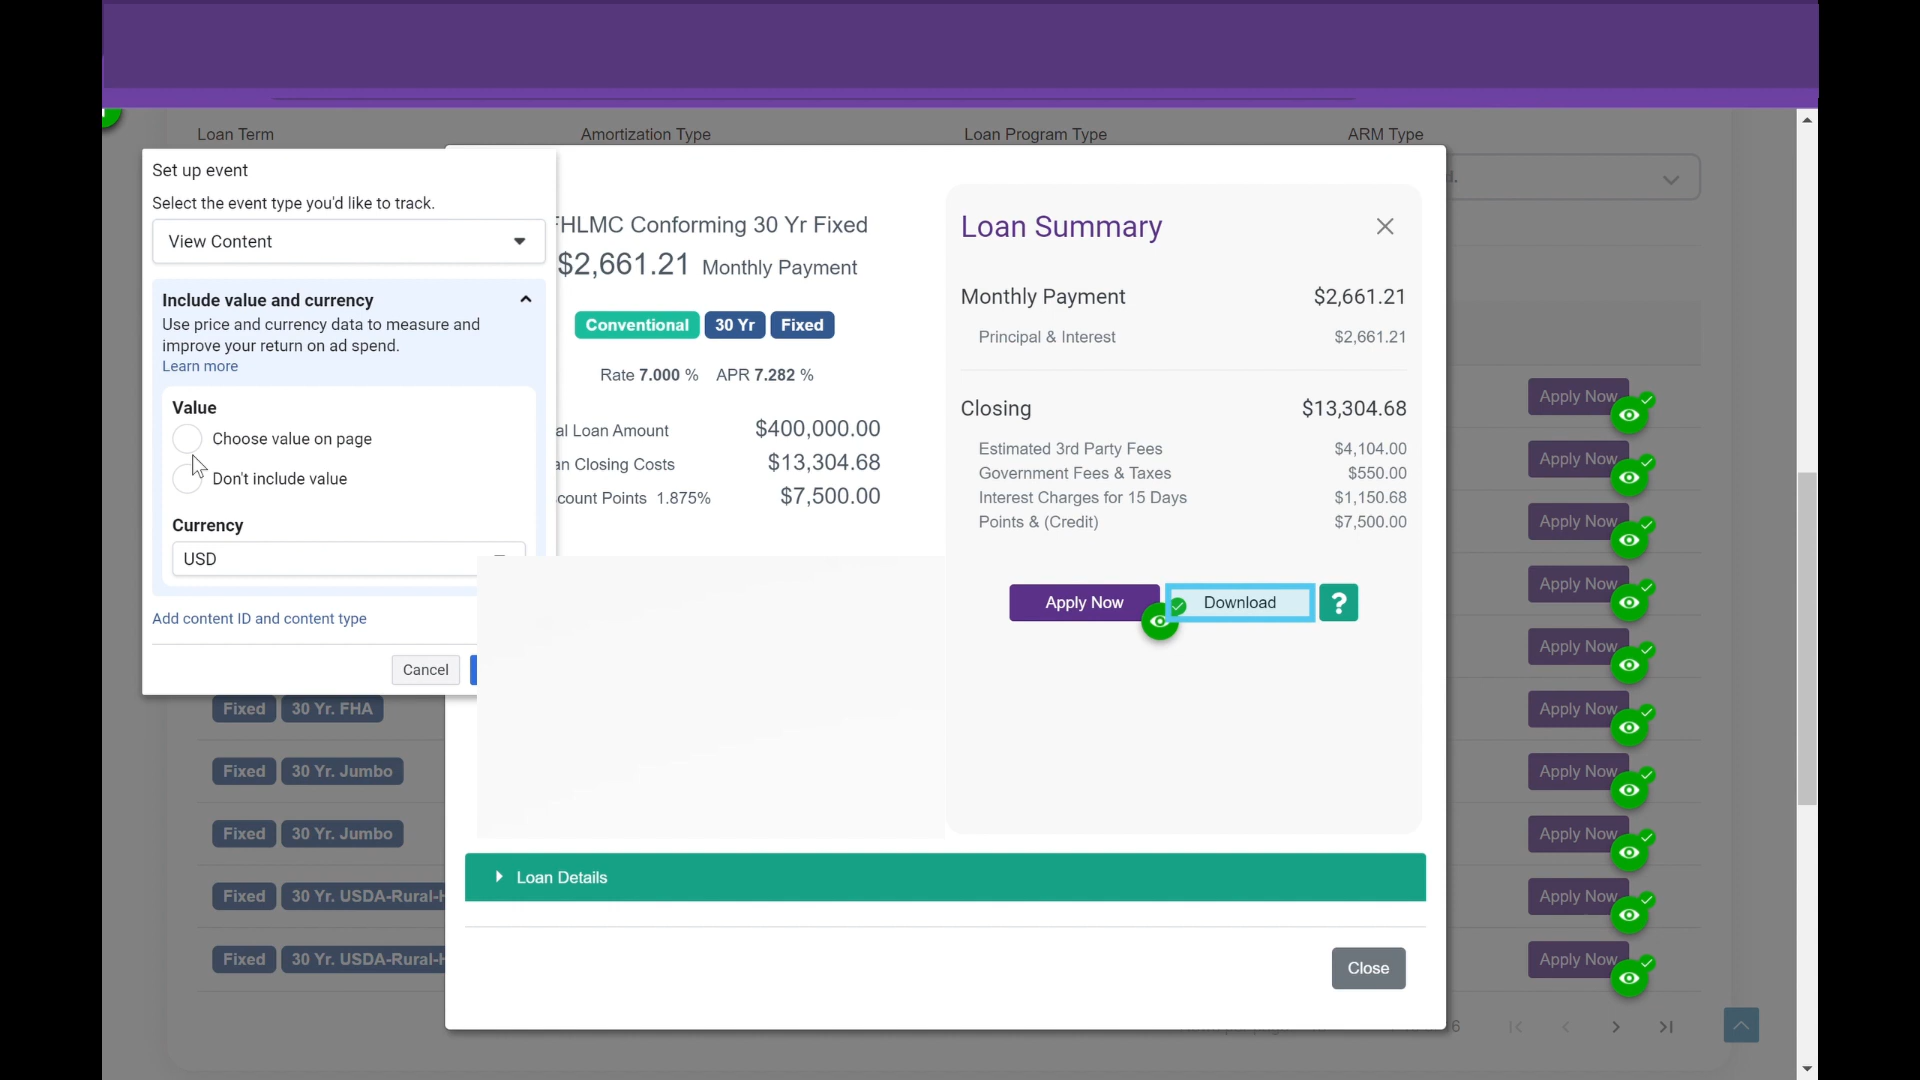 Loan Term
Amortization Type
Loan Program Type
ARM Type
Set up event
Select the event type you'd like to track.
View Content
Include value and currency
Use price and currency data to measure and
improve your return on ad spend.
Learn more
Value
Choose value on page
Don't include value
Currency
USD
Add content ID and content type
Cancel
HLMC Conforming 30 Yr Fixed
$2,661.21 Monthly Payment
Conventional 30 Yr Fixed
Rate 7.000 % APR 7.282 %
al Loan Amount $400,000.00
an Closing Costs $13,304.68
count Points 1.875% $7,500.00
Loan Summary
Monthly Payment $2,661.21
Principal & Interest $2,661.21
Closing $13,304.68
Estimated 3rd Party Fees $4,104.00
Government Fees & Taxes $550.00
Interest Charges for 15 Days $1,150.68
Points & (Credit) $7,500.00
Apply Now Download ?
Loan Details
Close
Fixed 30 Yr. FHA
Fixed 30 Yr. Jumbo
Fixed 30 Yr. Jumbo
Fixed 30 Yr. USDA-Rural-H
Fixed 30 Yr. USDA-Rural-H
Apply Now
Apply Now
Apply Now
Apply Now
Apply Now
Apply Now
Apply Now
Apply Now
Apply Now
Apply Now